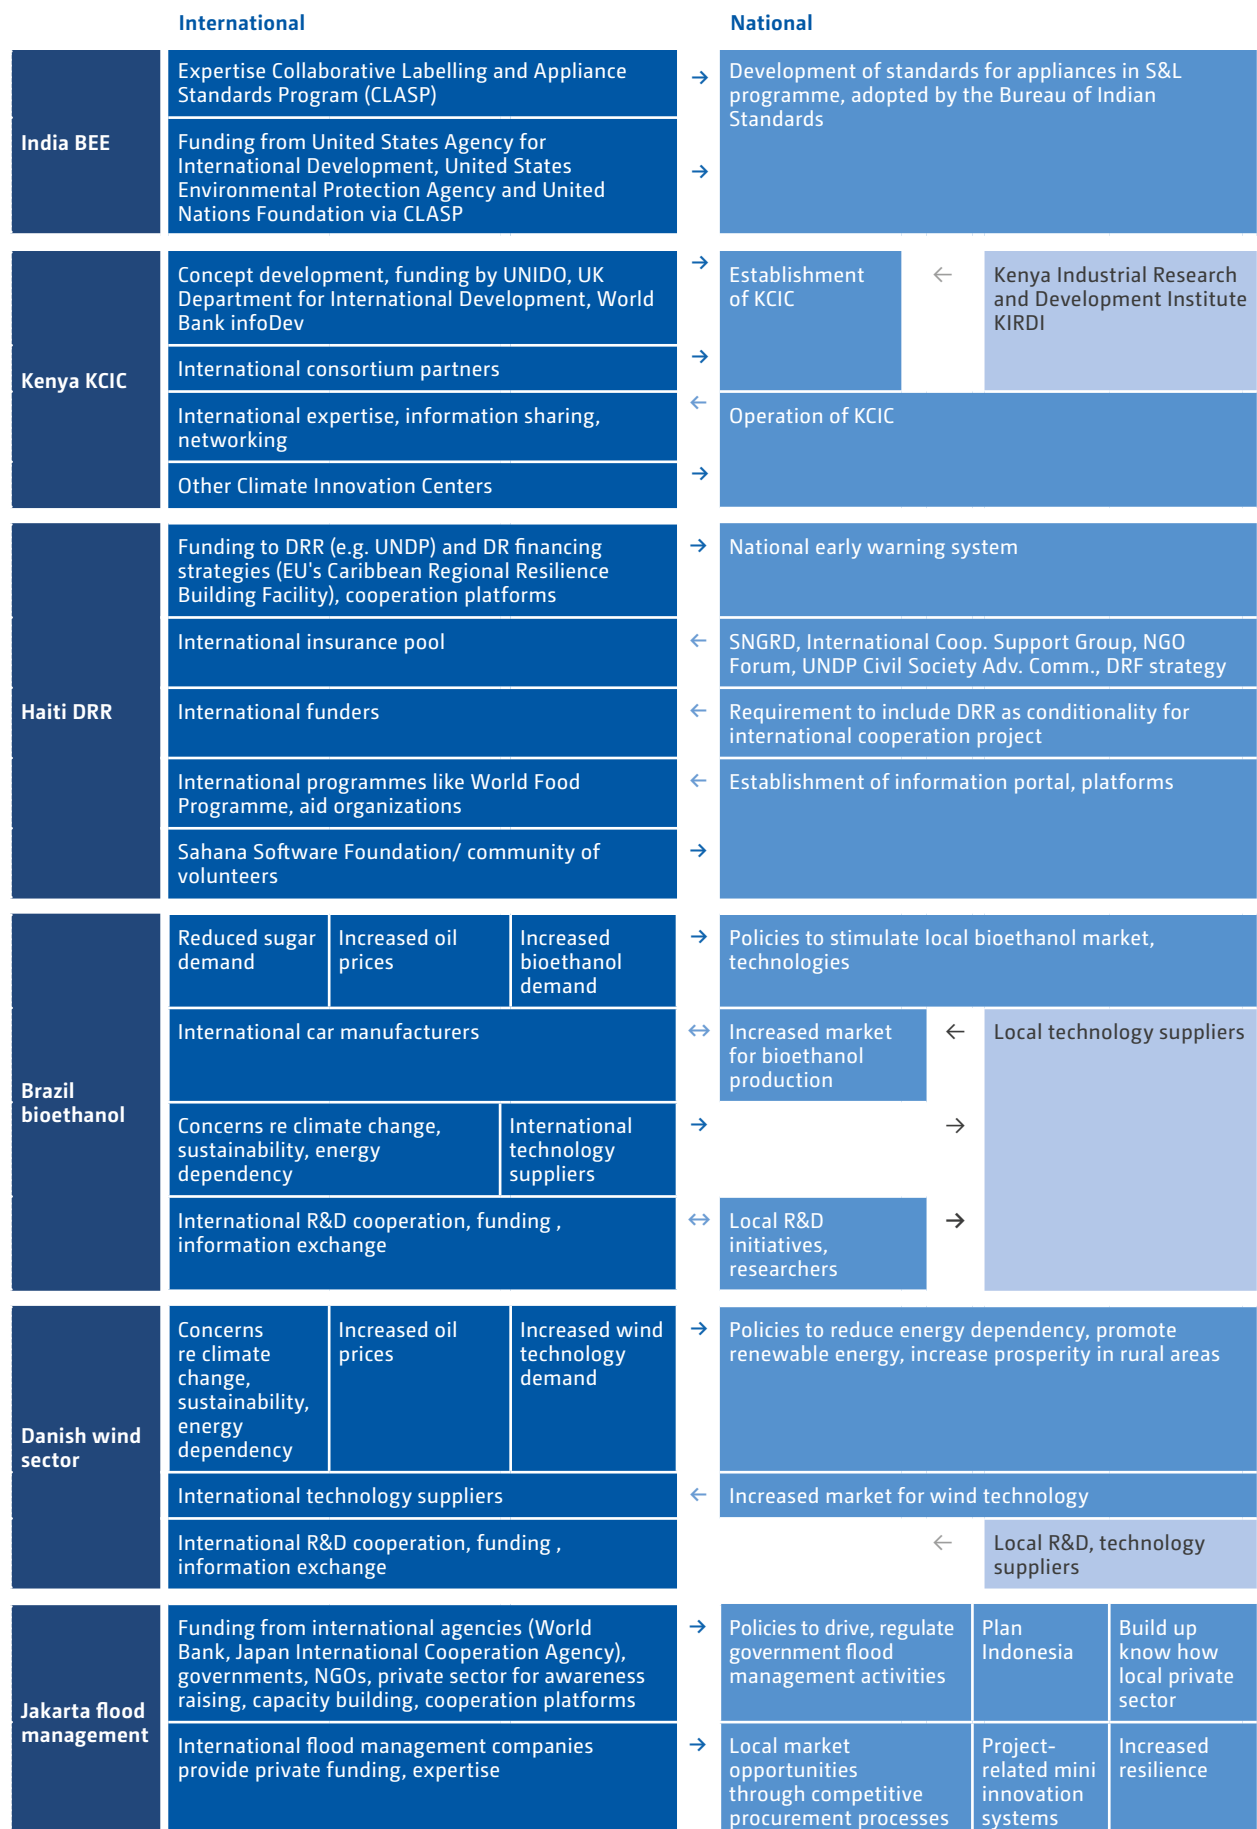 International
National
India BEE
Expertise Collaborative Labelling and Appliance
Standards Program (CLASP)
→
Development of standards for appliances in S&L
programme, adopted by the Bureau of Indian
Standards
Funding from United States Agency for
International Development, United States
Environmental Protection Agency and United
Nations Foundation via CLASP
→
Kenya KCIC
Concept development, funding by UNIDO, UK
Department for International Development, World
Bank infoDev
→
Establishment
of KCIC
←
Kenya Industrial Research
and Development Institute
KIRDI
International consortium partners
→
International expertise, information sharing,
networking
←
Operation of KCIC
Other Climate Innovation Centers
→
Haiti DRR
Funding to DRR (e.g. UNDP) and DR financing
strategies (EU's Caribbean Regional Resilience
Building Facility), cooperation platforms
→
National early warning system
International insurance pool
←
SNGRD, International Coop. Support Group, NGO
Forum, UNDP Civil Society Adv. Comm., DRF strategy
International funders
←
Requirement to include DRR as conditionality for
international cooperation project
International programmes like World Food
Programme, aid organizations
←
Establishment of information portal, platforms
Sahana Software Foundation/ community of
volunteers
→
Brazil
bioethanol
Reduced sugar
demand
Increased oil
prices
Increased
bioethanol
demand
→
Policies to stimulate local bioethanol market,
technologies
International car manufacturers
↔
Increased market
for bioethanol
production
←
Local technology suppliers
Concerns re climate change,
sustainability, energy
dependency
International
technology
suppliers
→
→
International R&D cooperation, funding ,
information exchange
↔
Local R&D
initiatives,
researchers
→
Danish wind
sector
Concerns
re climate
change,
sustainability,
energy
dependency
Increased oil
prices
Increased wind
technology
demand
→
Policies to reduce energy dependency, promote
renewable energy, increase prosperity in rural areas
International technology suppliers
←
Increased market for wind technology
International R&D cooperation, funding ,
information exchange
←
Local R&D, technology
suppliers
Jakarta flood
management
Funding from international agencies (World
Bank, Japan International Cooperation Agency),
governments, NGOs, private sector for awareness
raising, capacity building, cooperation platforms
→
Policies to drive, regulate
government flood
management activities
Plan
Indonesia
Build up
know how
local private
sector
International flood management companies
provide private funding, expertise
→
Local market
opportunities
through competitive
procurement processes
Project-
related mini
innovation
systems
Increased
resilience